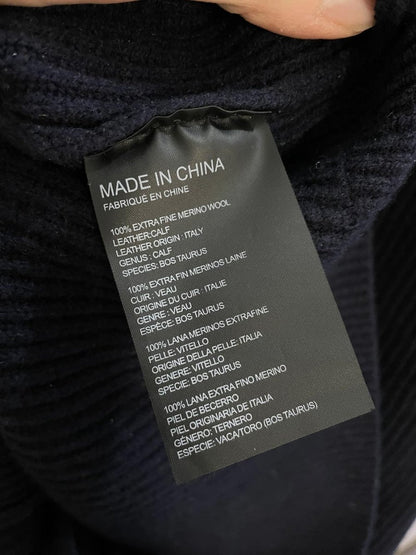 MADE IN CHINA
FABRIQUÉ EN CHINE
100% EXTRA FINE MERINO WOOL
LEATHER:CALF
LEATHER ORIGIN : ITALY
GENUS : CALF
SPECIES: BOS TAURUS
100% EXTRA FIN MERINOS LAINE
CUIR : VEAU
ORIGINE DU CUIR : ITALIE
GENRE : VEAU
ESPÈCE: BOS TAURUS
100% LANA MERINOS EXTRAFINE
PELLE: VITELLO
ORIGINE DELLA PELLE: ITALIA
GENERE: VITELLO
SPECIE: BOS TAURUS
100% LANA EXTRA FINO MERINO
PIEL DE BECERRO
PIEL ORIGINARIA DE ITALIA
GÉNERO: TERNERO
ESPECIE: VACA/TORO (BOS TAURUS)